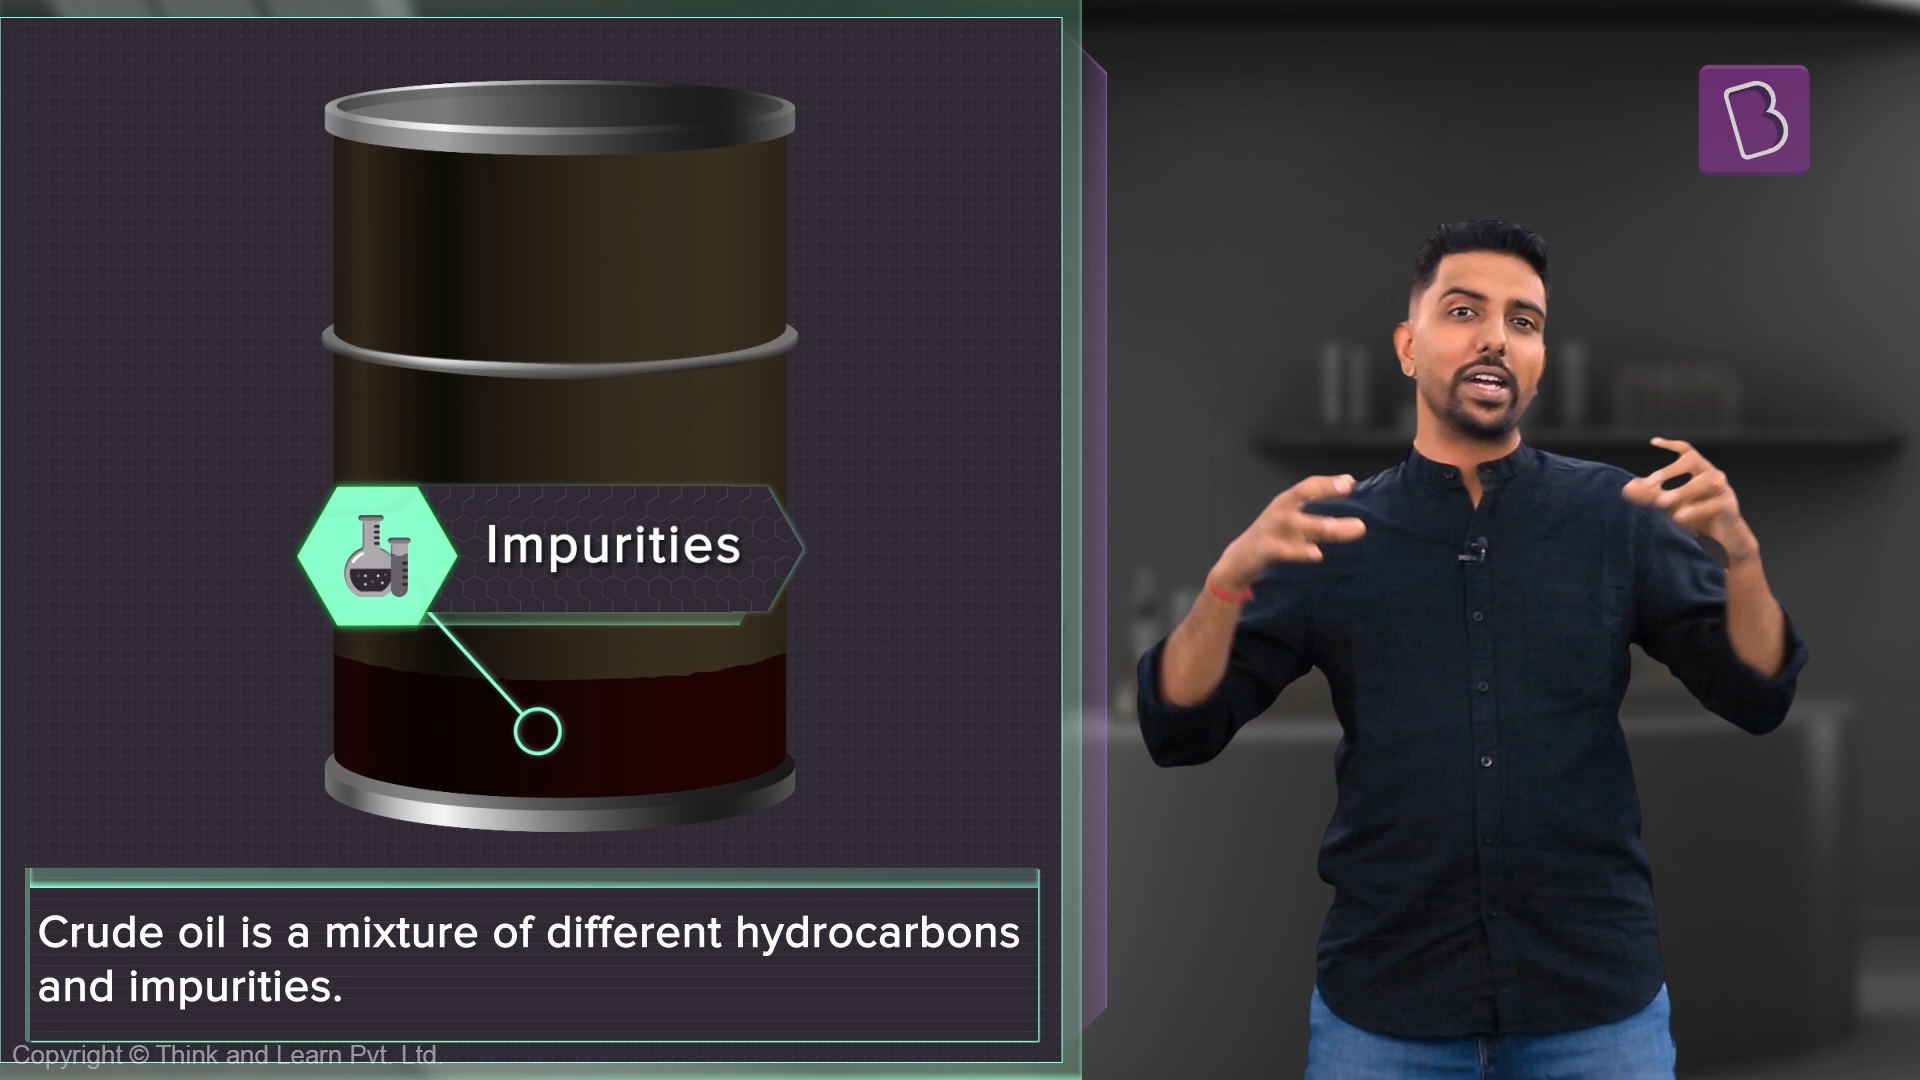 B
Impurities
Crude oil is a mixture of different hydrocarbons
and impurities.
Copyright © Think and Learn Pvt. Ltd.